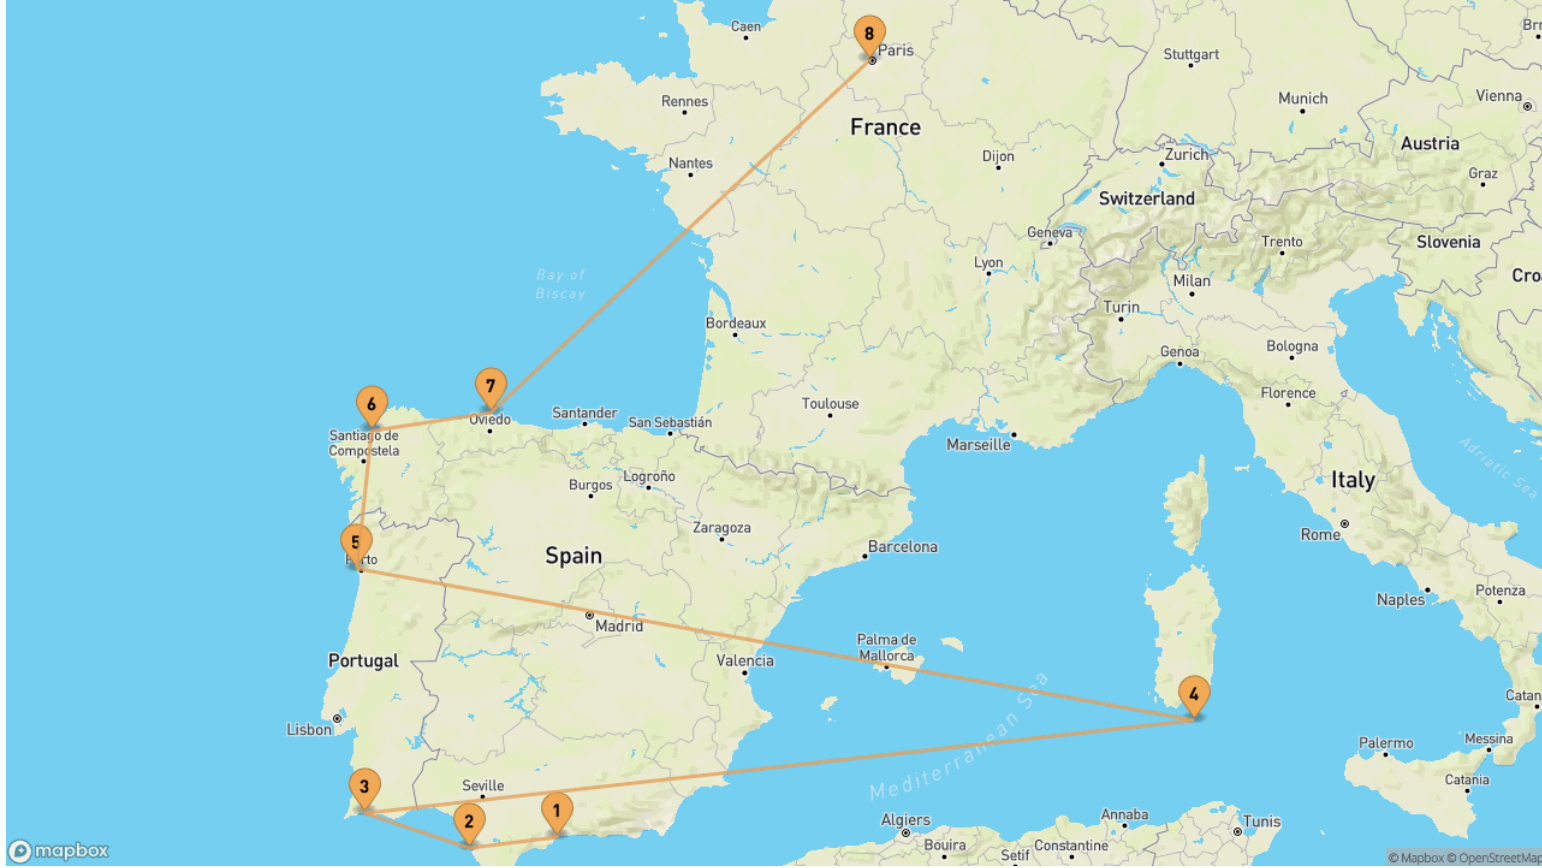 Caen
8
Paris
Stuttgart
Brn
Rennes
Munich
Vienna
France
Austria
Nantes
Dijon
Zurich
Graz
Switzerland
Geneva
Trento
Slovenia
Bay of
Biscay
Lyon
Milan
Cro
Turin
Bordeaux
Genoa
Bologna
7
6
Toulouse
Florence
Santander
Oviedo
San Sebastián
Santiago de
Compostela
Marseille
Adriatic Sea
Logroño
Burgos
Italy
Zaragoza
Rome
5
Porto
Spain
Barcelona
Naples
Potenza
Madrid
Palma de
Mallorca
Portugal
Valencia
4
Catan
Lisbon
Mediterranean Sea
Palermo
Messina
3
Seville
Catania
1
2
Algiers
Annaba
Tunis
Bouira
Setif
Constantine
mapbox
© Mapbox © OpenStreetMap